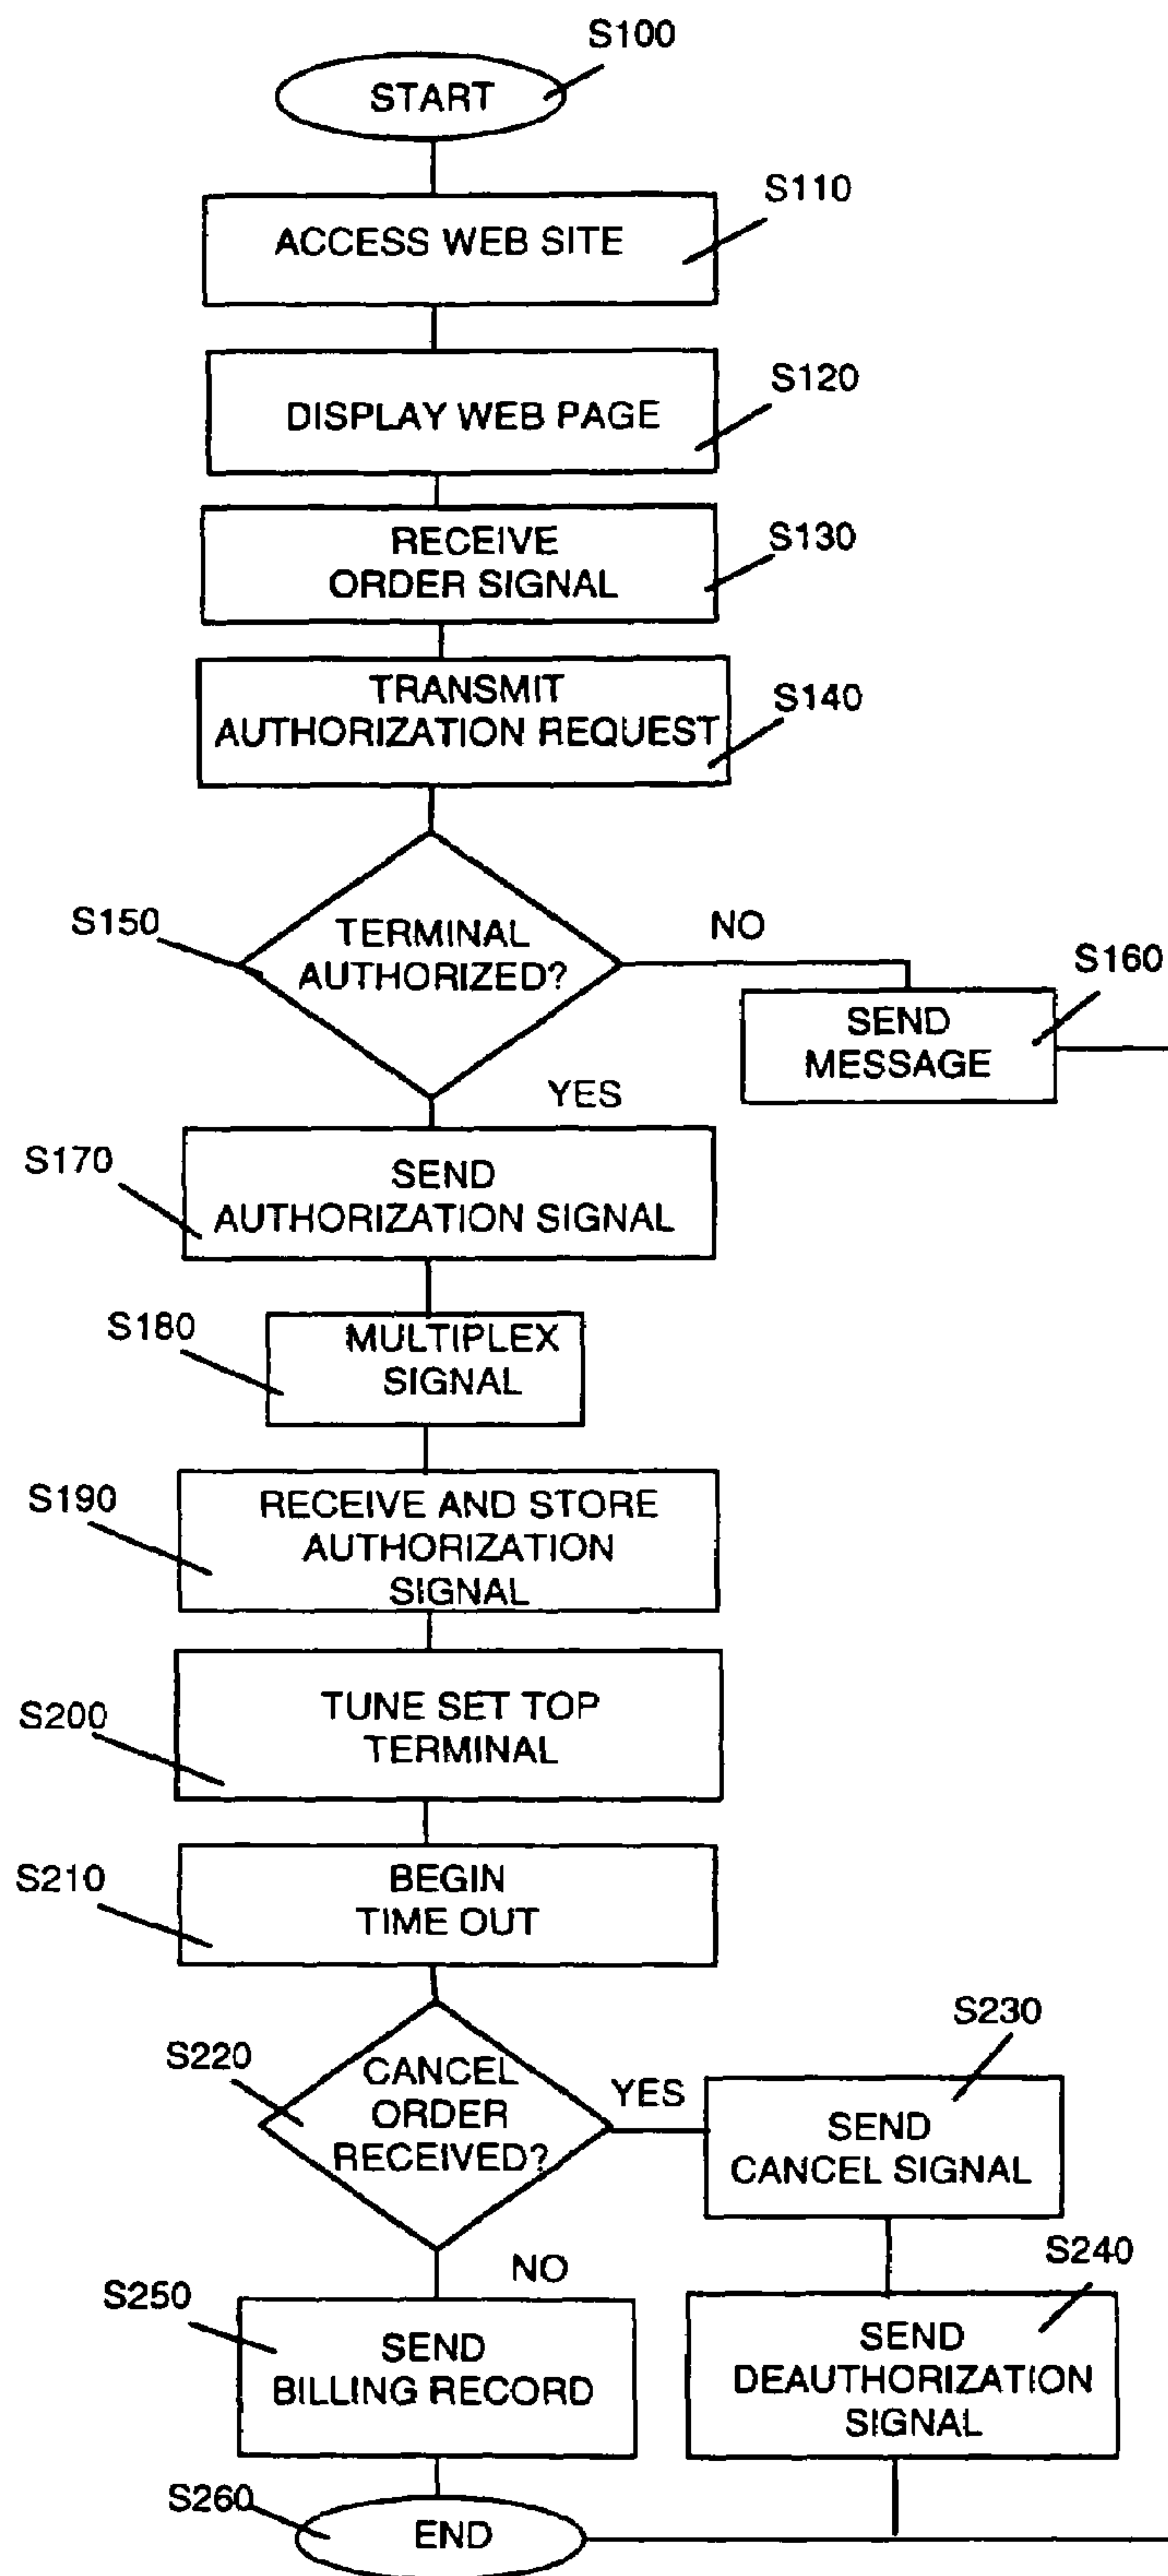 S100
START
S110
ACCESS WEB SITE
S120
DISPLAY WEB PAGE
S130
RECEIVE
ORDER SIGNAL
S140
TRANSMIT
AUTHORIZATION REQUEST
S150
TERMINAL
AUTHORIZED?
NO
S160
SEND
MESSAGE
YES
S170
SEND
AUTHORIZATION SIGNAL
S180
MULTIPLEX
SIGNAL
S190
RECEIVE AND STORE
AUTHORIZATION
SIGNAL
S200
TUNE SET TOP
TERMINAL
S210
BEGIN
TIME OUT
S220
CANCEL
ORDER
RECEIVED?
YES
S230
SEND
CANCEL SIGNAL
S240
SEND
DEAUTHORIZATION
SIGNAL
NO
S250
SEND
BILLING RECORD
S260
END